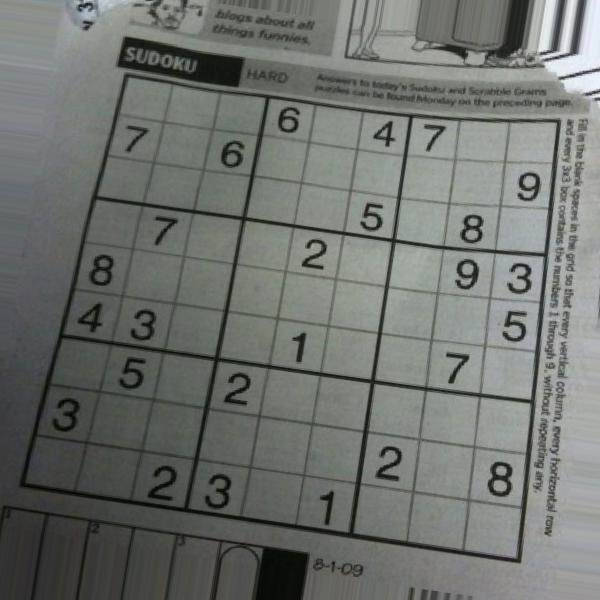 blogs about all
things funnies.
SUDOKU HARD
Answers to today's Sudoku and Scrabble Grams
puzzles can be found Monday on the preceding page.
6 4 7
7 6 9
5 8
7 2 9 3
8 5
4 3 1 7
5 2
3 2 8
2 3 1
Fill in the blank spaces in the grid so that every vertical column, every horizontal row
and every 3x3 box contains the numbers 1 through 9, without repeating any.
1 2 3
8-1-09